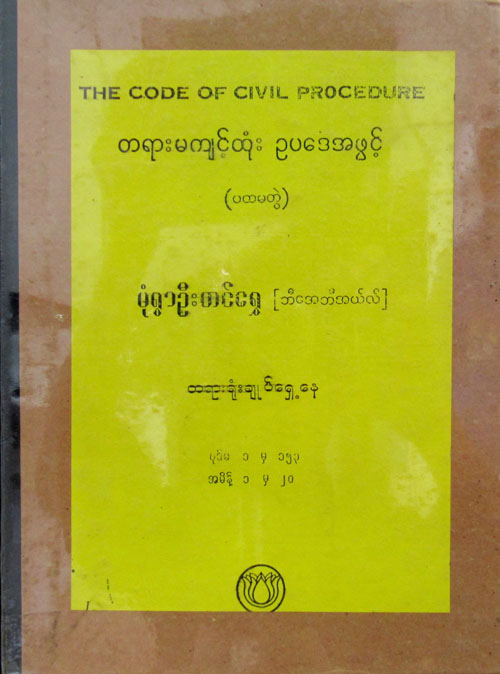 THE CODE OF CIVIL PROCEDURE
တရားမကျင့်ထုံး ဥပဒေအဖွင့်
(ပထမတွဲ)
မုံရွာဦးတင်ရွှေ [ဘီအေဘီအယ်လ်]
တရားရုံးချုပ်ရှေ့နေ
ပုဒ်မ ၁ မှ ၁၅၃
အမိန့် ၁ မှ ၂၀